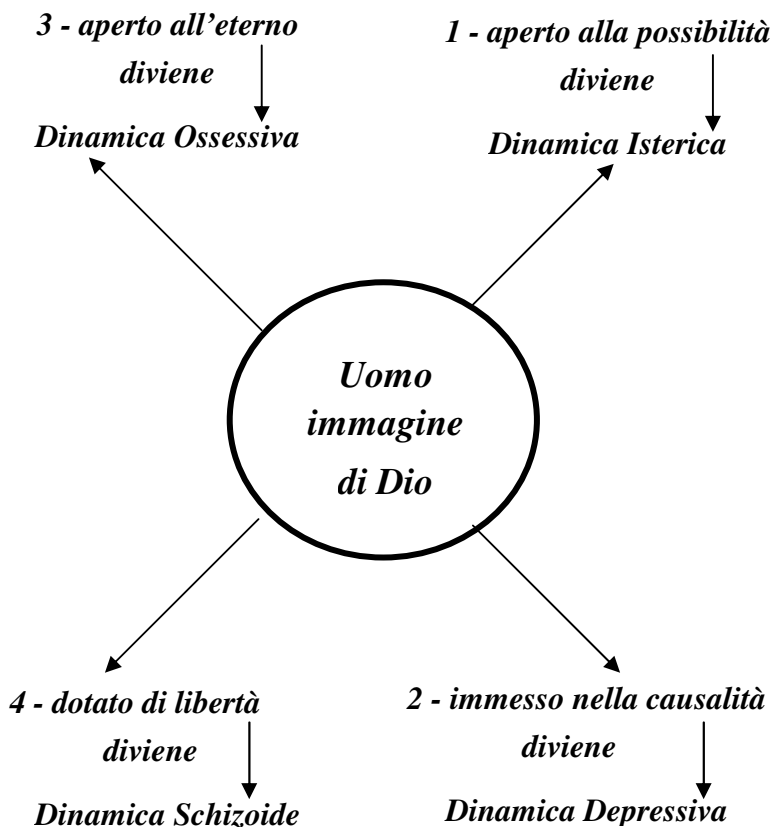 3 - aperto all’eterno
diviene
Dinamica Ossessiva
1 - aperto alla possibilità
diviene
Dinamica Isterica
Uomo
immagine
di Dio
4 - dotato di libertà
diviene
Dinamica Schizoide
2 - immesso nella causalità
diviene
Dinamica Depressiva